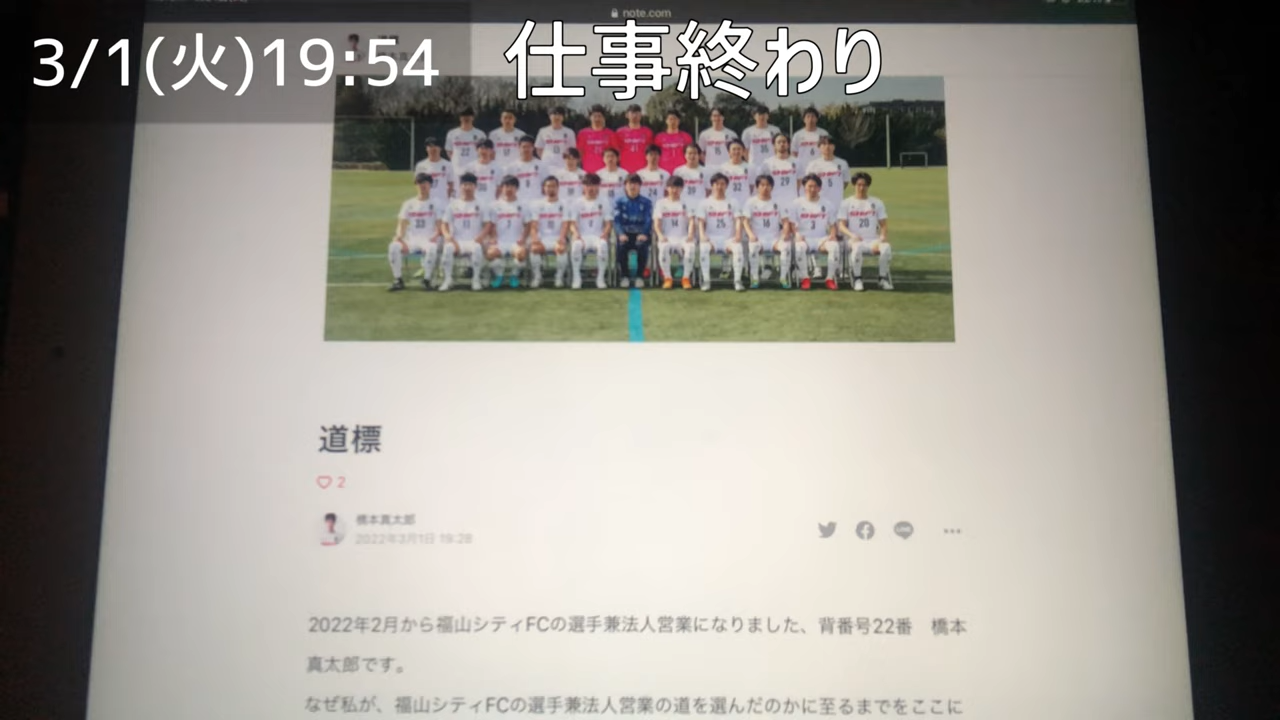 note.com
3/1(火)19:54 仕事終わり
道標
2
橋本真太郎
2022年3月1日 19:28
2022年2月から福山シティFCの選手兼法人営業になりました、背番号22番　橋本
真太郎です。
なぜ私が、福山シティFCの選手兼法人営業の道を選んだのかに至るまでをここに